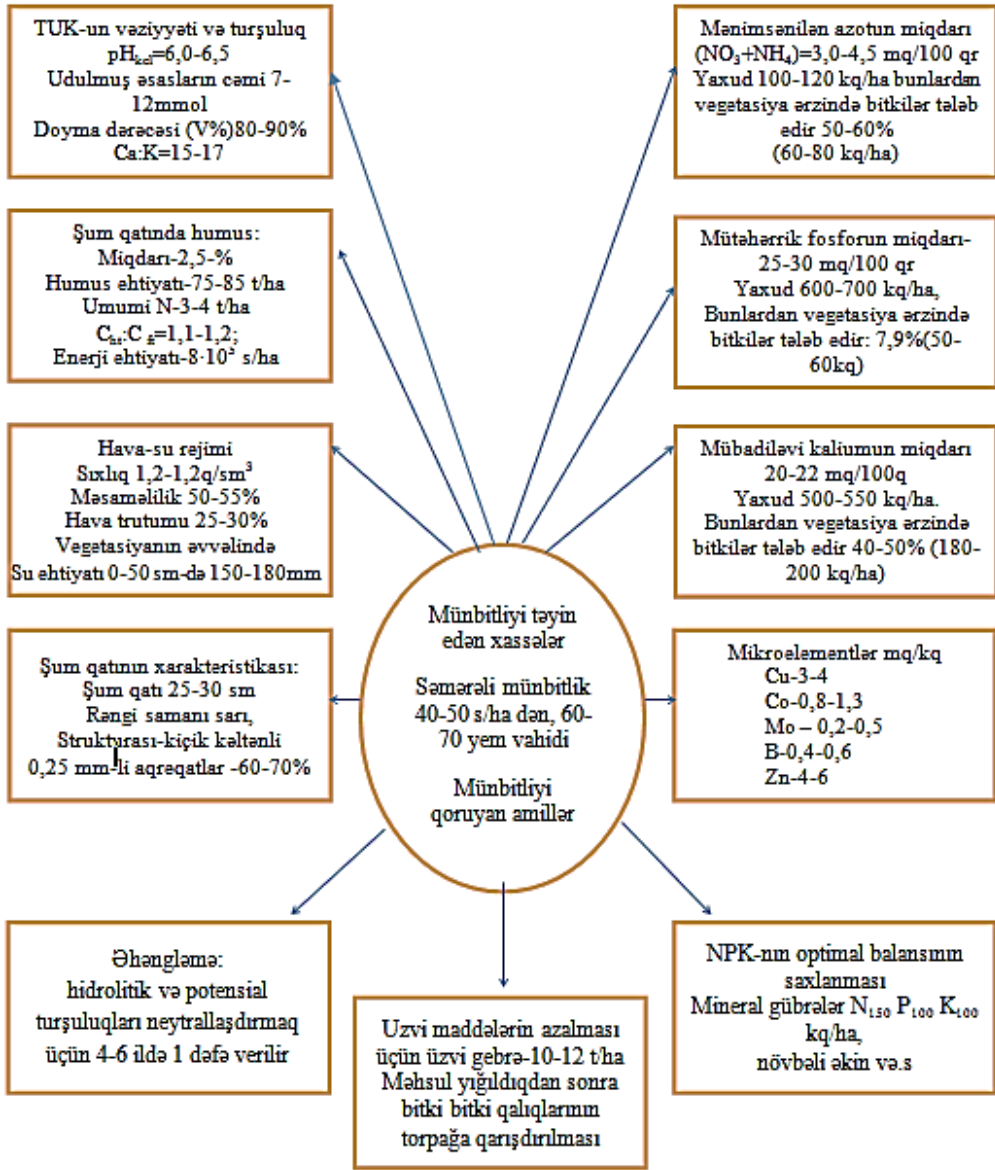 TUK-un vəziyyəti və turşuluq
pHkcl=6,0-6,5
Udulmuş əsasların cəmi 7-
12mmol
Doyma dərəcəsi (V%)80-90%
Ca:K=15-17
Şum qatında humus:
Miqdarı-2,5-%
Humus ehtiyatı-75-85 t/ha
Umumi N-3-4 t/ha
Cht:C ft=1,1-1,2;
Enerji ehtiyatı-8·10⁵ s/ha
Hava-su rejimi
Sıxlıq 1,2-1,2q/sm³
Məsaməlilik 50-55%
Hava trutumu 25-30%
Vegetasiyanın əvvəlində
Su ehtiyatı 0-50 sm-də 150-180mm
Şum qatının xarakteristikası:
Şum qatı 25-30 sm
Rəngi samanı sarı,
Strukturası-kiçik kəltənli
0,25 mm-li aqreqatlar -60-70%
Mənimsənilən azotun miqdarı
(NO₃+NH₄)=3,0-4,5 mq/100 qr
Yaxud 100-120 kq/ha bunlardan
vegetasiya ərzində bitkilər tələb
edir 50-60%
(60-80 kq/ha)
Mütəhərrik fosforun miqdarı-
25-30 mq/100 qr
Yaxud 600-700 kq/ha,
Bunlardan vegetasiya ərzində
bitkilər tələb edir: 7,9%(50-
60kq)
Mübadiləvi kaliumun miqdarı
20-22 mq/100q
Yaxud 500-550 kq/ha.
Bunlardan vegetasiya ərzində
bitkilər tələb edir 40-50% (180-
200 kq/ha)
Mikroelementlər mq/kq
Cu-3-4
Co-0,8-1,3
Mo – 0,2-0,5
B-0,4-0,6
Zn-4-6
Münbitliyi təyin
edən xassələr
Səmərəli münbitlik
40-50 s/ha dən, 60-
70 yem vahidi
Münbitliyi
qoruyan amillər
Əhəngləmə:
hidrolitik və potensial
turşuluqları neytrallaşdırmaq
üçün 4-6 ildə 1 dəfə verilir
Uzvi maddələrin azalması
üçün üzvi gebrə-10-12 t/ha
Məhsul yığıldıqdan sonra
bitki bitki qalıqlarının
torpağa qarışdırılması
NPK-nın optimal balansının
saxlanması
Mineral gübrələr N₁₅₀ P₁₀₀ K₁₀₀
kq/ha,
növbəli əkin və.s